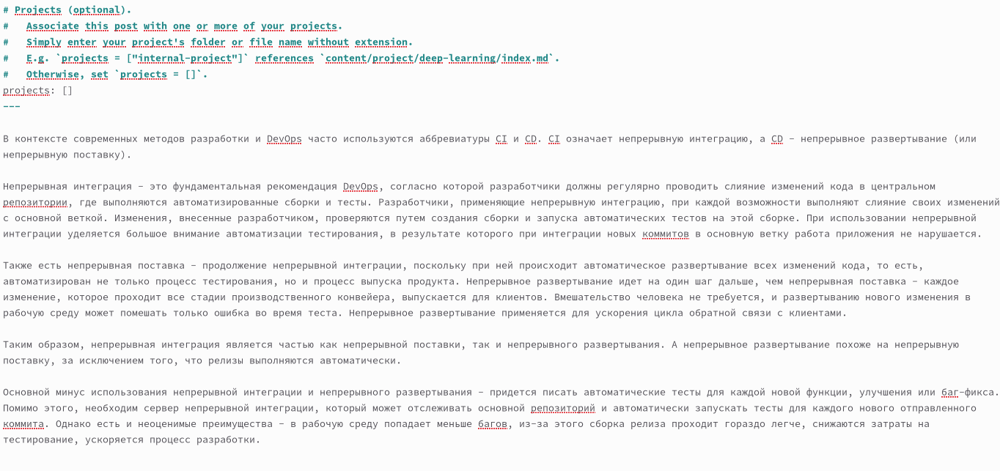 # Projects (optional).
#   Associate this post with one or more of your projects.
#   Simply enter your project's folder or file name without extension.
#   E.g. `projects = ["internal-project"]` references `content/project/deep-learning/index.md`.
#   Otherwise, set `projects = []`.
projects: []
---
В контексте современных методов разработки и DevOps часто используются аббревиатуры CI и CD. CI означает непрерывную интеграцию, а CD – непрерывное развертывание (или
непрерывную поставку).
Непрерывная интеграция – это фундаментальная рекомендация DevOps, согласно которой разработчики должны регулярно проводить слияние изменений кода в центральном
репозитории, где выполняются автоматизированные сборки и тесты. Разработчики, применяющие непрерывную интеграцию, при каждой возможности выполняют слияние своих изменений
с основной веткой. Изменения, внесенные разработчиком, проверяются путем создания сборки и запуска автоматических тестов на этой сборке. При использовании непрерывной
интеграции уделяется большое внимание автоматизации тестирования, в результате которого при интеграции новых коммитов в основную ветку работа приложения не нарушается.
Также есть непрерывная поставка – продолжение непрерывной интеграции, поскольку при ней происходит автоматическое развертывание всех изменений кода, то есть,
автоматизирован не только процесс тестирования, но и процесс выпуска продукта. Непрерывное развертывание идет на один шаг дальше, чем непрерывная поставка – каждое
изменение, которое проходит все стадии производственного конвейера, выпускается для клиентов. Вмешательство человека не требуется, и развертыванию нового изменения в
рабочую среду может помешать только ошибка во время теста. Непрерывное развертывание применяется для ускорения цикла обратной связи с клиентами.
Таким образом, непрерывная интеграция является частью как непрерывной поставки, так и непрерывного развертывания. А непрерывное развертывание похоже на непрерывную
поставку, за исключением того, что релизы выполняются автоматически.
Основной минус использования непрерывной интеграции и непрерывного развертывания – придется писать автоматические тесты для каждой новой функции, улучшения или баг-фикса.
Помимо этого, необходим сервер непрерывной интеграции, который может отслеживать основной репозиторий и автоматически запускать тесты для каждого нового отправленного
коммита. Однако есть и неоценимые преимущества – в рабочую среду попадает меньше багов, из-за этого сборка релиза проходит гораздо легче, снижаются затраты на
тестирование, ускоряется процесс разработки.